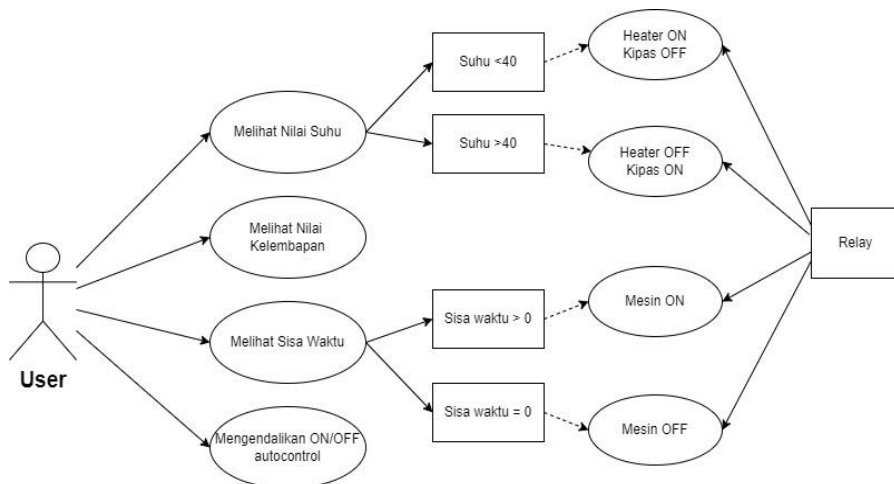 Heater ON
Kipas OFF
Suhu <40
Melihat Nilai Suhu
Suhu >40
Heater OFF
Kipas ON
Melihat Nilai
Kelembapan
Relay
Sisa waktu > 0
Mesin ON
Melihat Sisa Waktu
User
Sisa waktu = 0
Mesin OFF
Mengendalikan ON/OFF
autocontrol